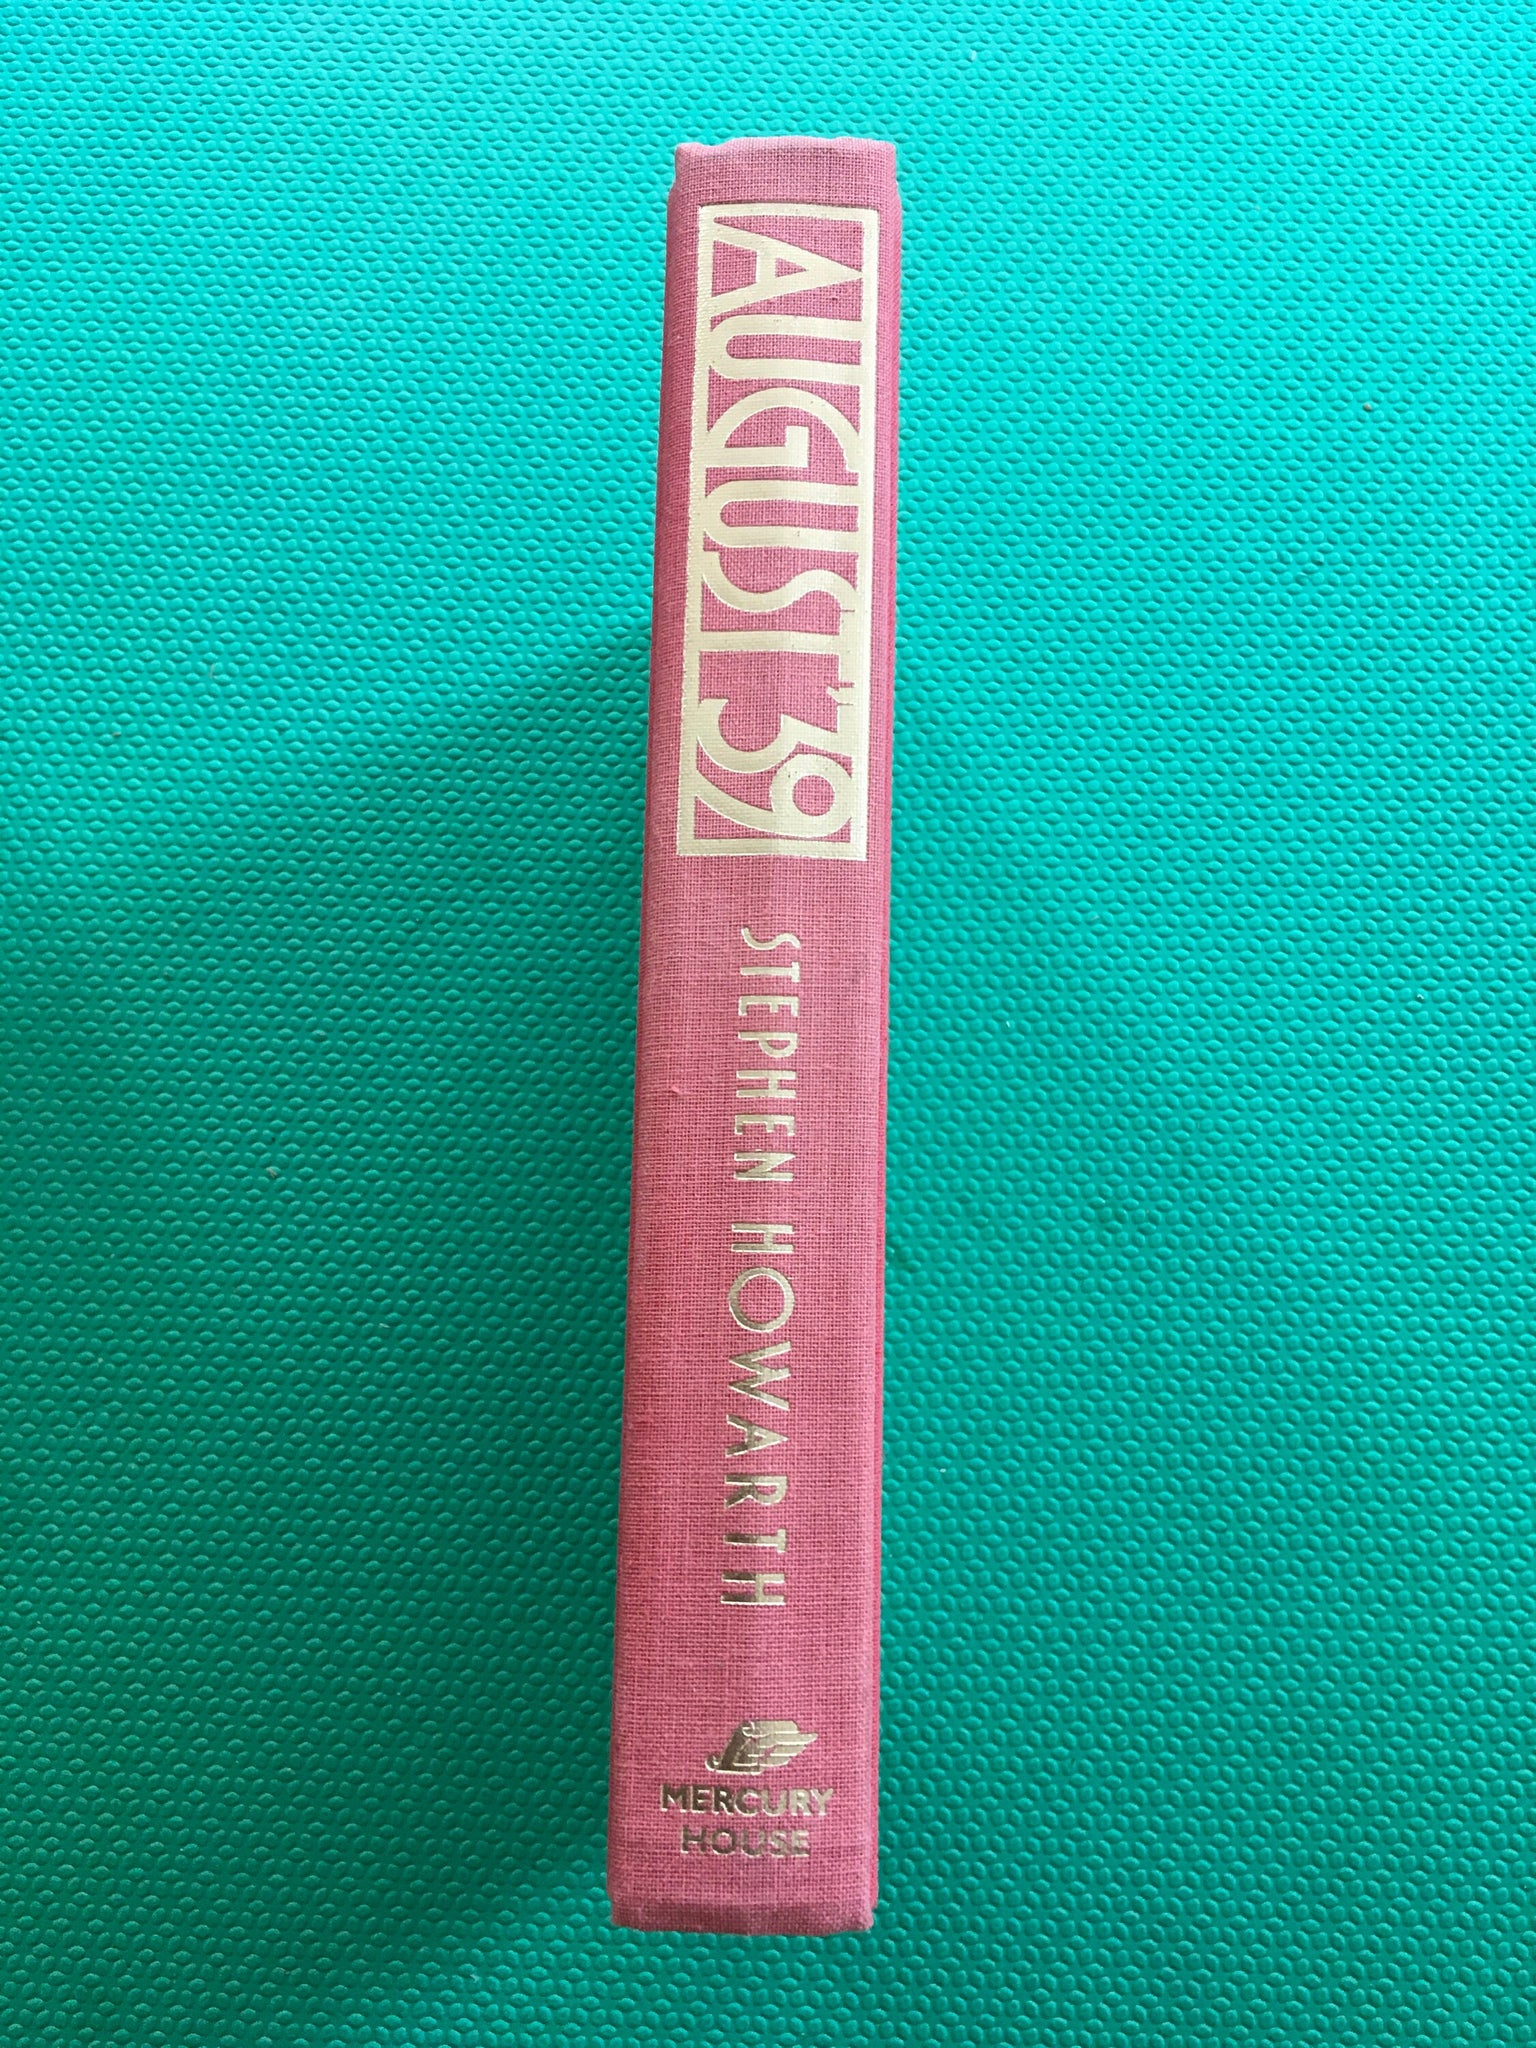 AUGUST '39
STEPHEN HOWARTH
MERCURY
HOUSE